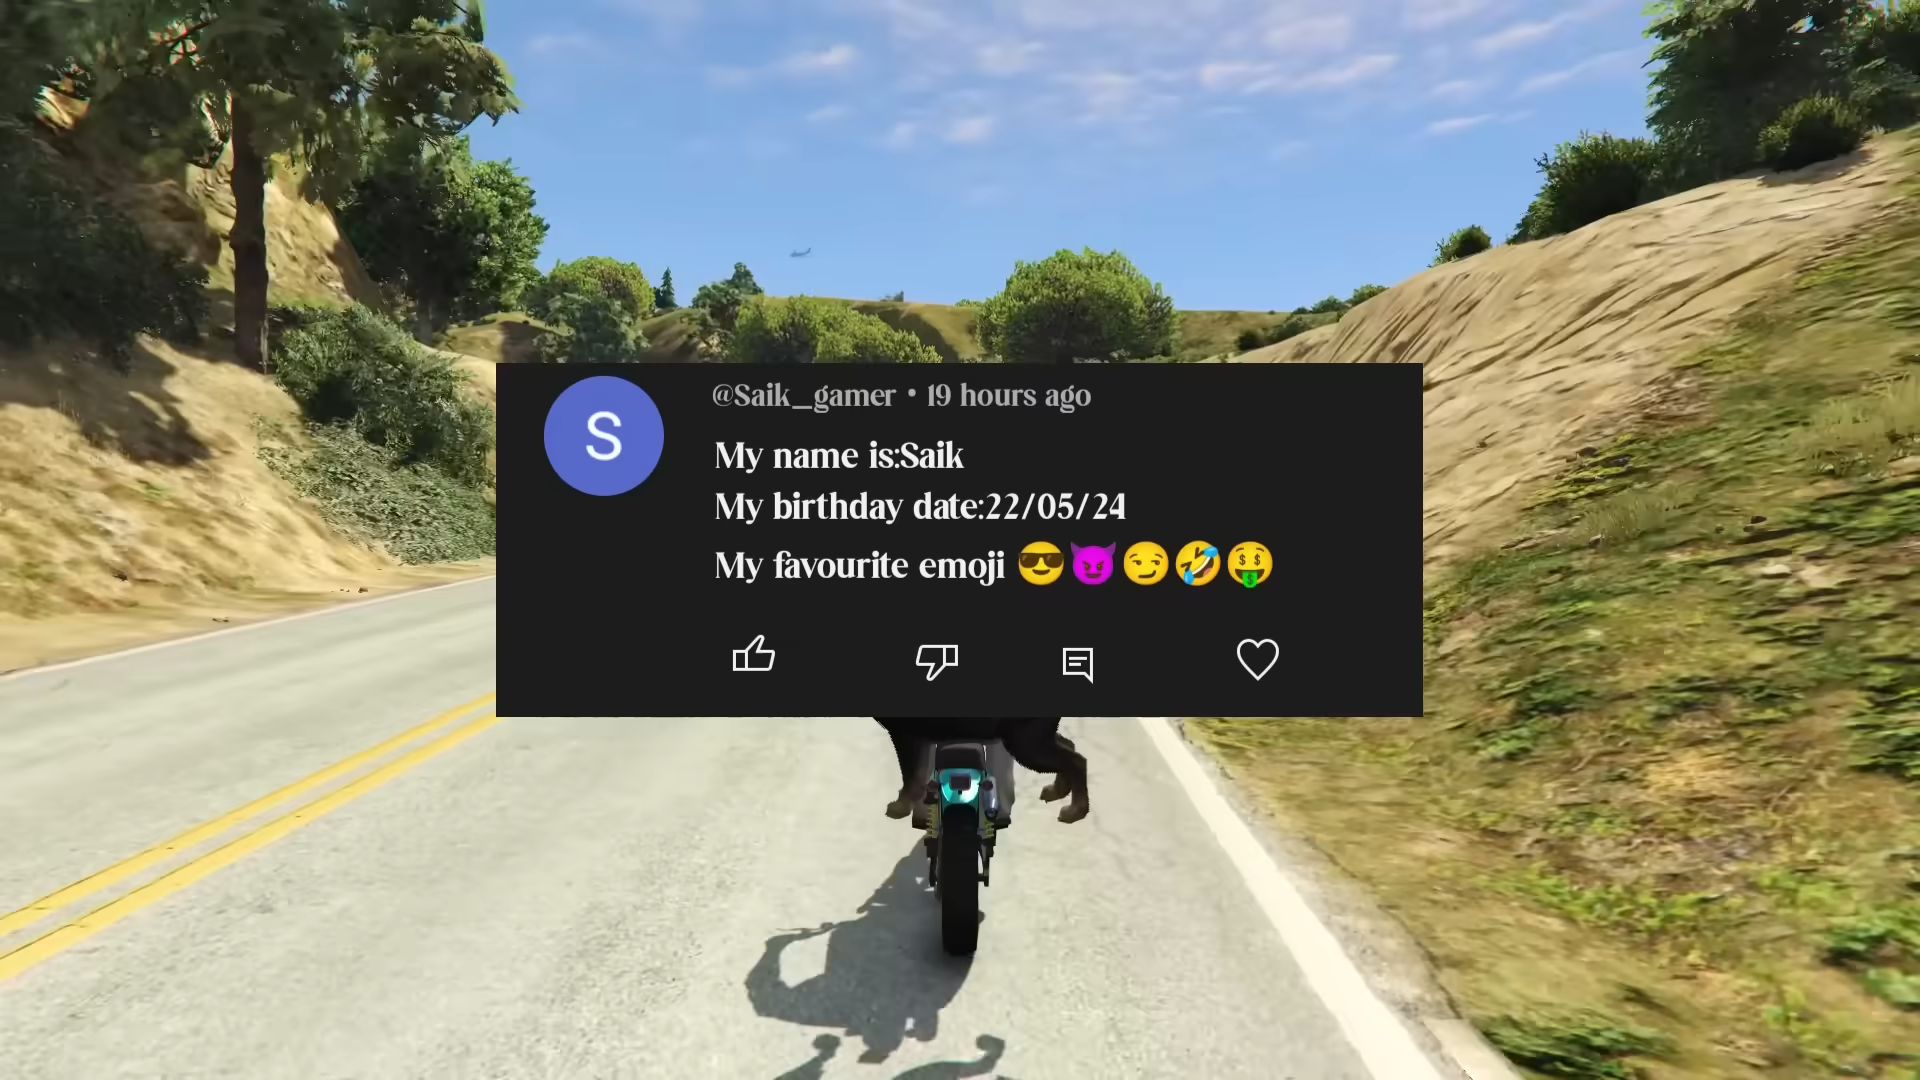 S
@Saik_gamer • 19 hours ago
My name is:Saik
My birthday date:22/05/24
My favourite emoji 😎😈😏🤣🤑